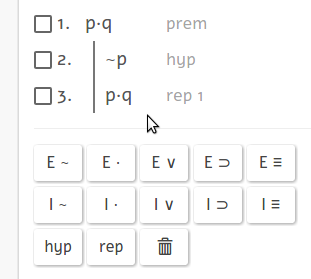 1. p·q prem
2. ~p hyp
3. p·q rep 1
E ~ E · E ∨ E ⊃ E ≡
I ~ I · I ∨ I ⊃ I ≡
hyp rep